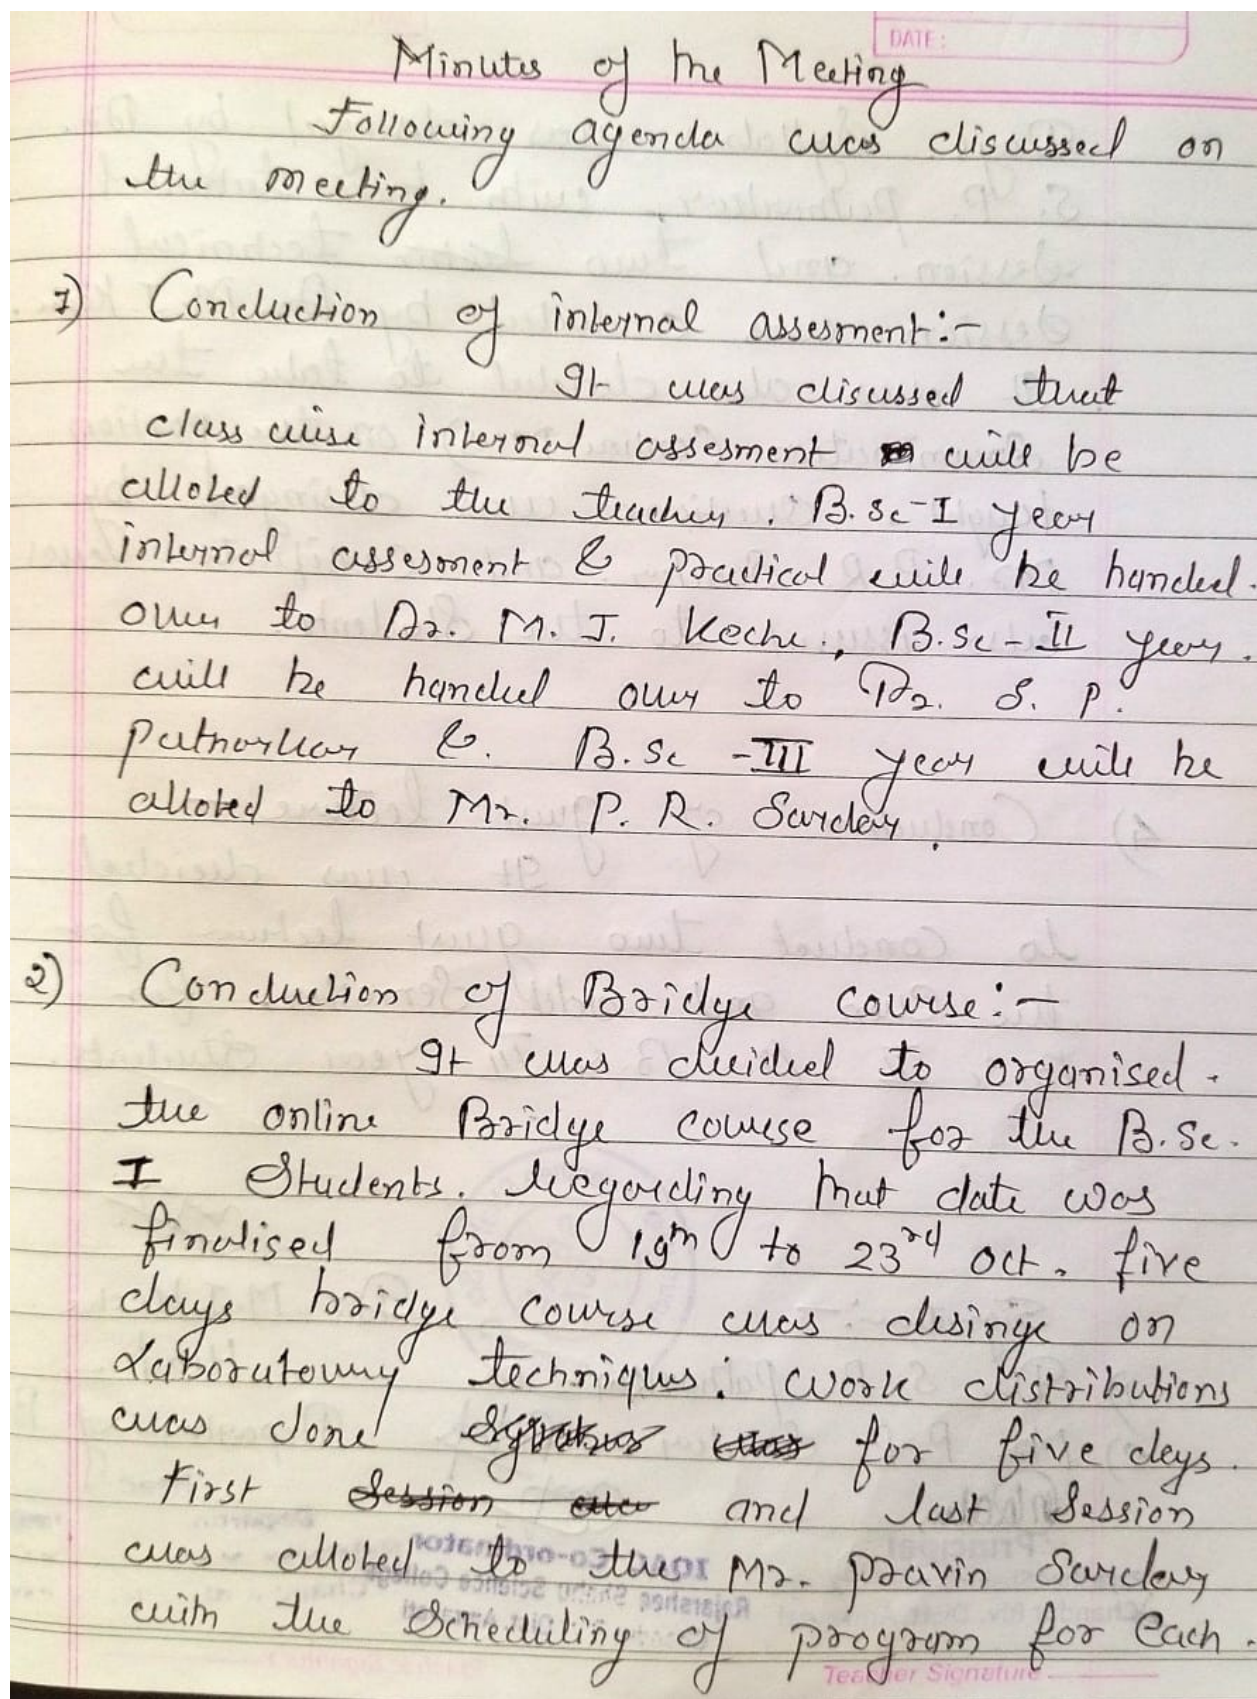 DATE:
Minutes of the Meeting
Following agenda was discussed on
the meeting.
1) Conduction of internal assesment:-
It was discussed that
class wise internal assesment will be
alloted to the teacher. B.Sc-I year
internal assesment & practical will be handed
over to Dr. M. J. Keche., B.Sc-II year.
will be handed over to Dr. S. P.
Patnorkar &. B.Sc -III year will be
alloted to Mr. P. R. Sarday.
2) Conduction of Bridge course:-
It was decided to organised.
the online Bridge course for the B.Sc.
I Students. Regarding that date was
finalised from 19th to 23rd Oct. five
days bridge course was desinge on
Laboratory techniques. work distributions
was done for five days.
First and last Session
was alloted to the Mr. Pravin Sarday
with the Scheduling of program for each.
Teacher Signature